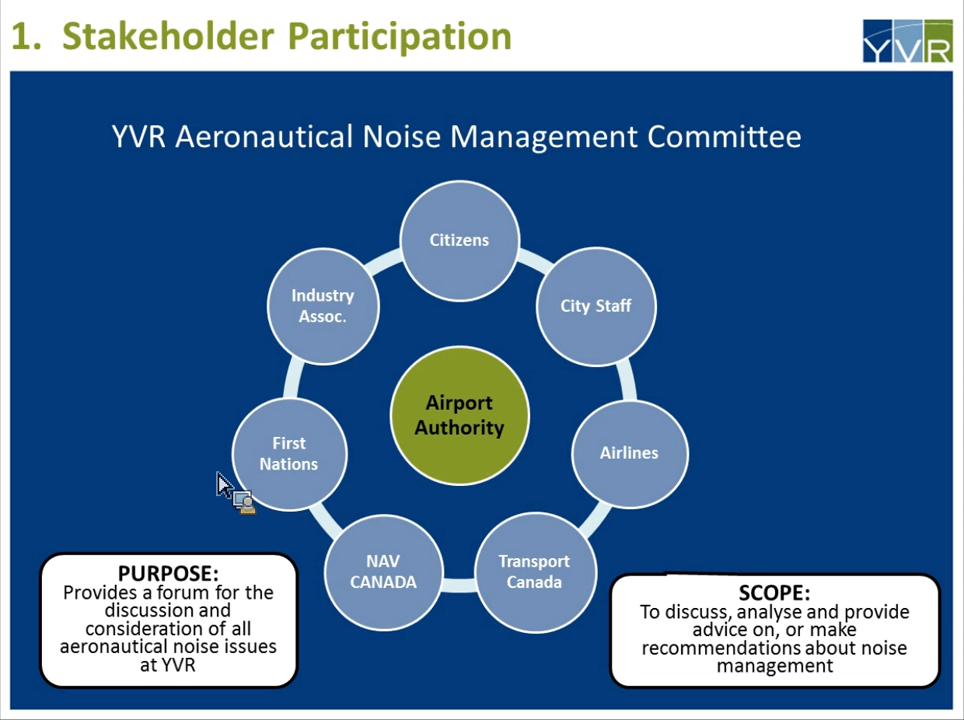 1. Stakeholder Participation
YVR
YVR Aeronautical Noise Management Committee
Citizens
Industry
Assoc.
City Staff
Airport
Authority
First
Nations
Airlines
NAV
CANADA
Transport
Canada
PURPOSE:
Provides a forum for the
discussion and
consideration of all
aeronautical noise issues
at YVR
SCOPE:
To discuss, analyse and provide
advice on, or make
recommendations about noise
management